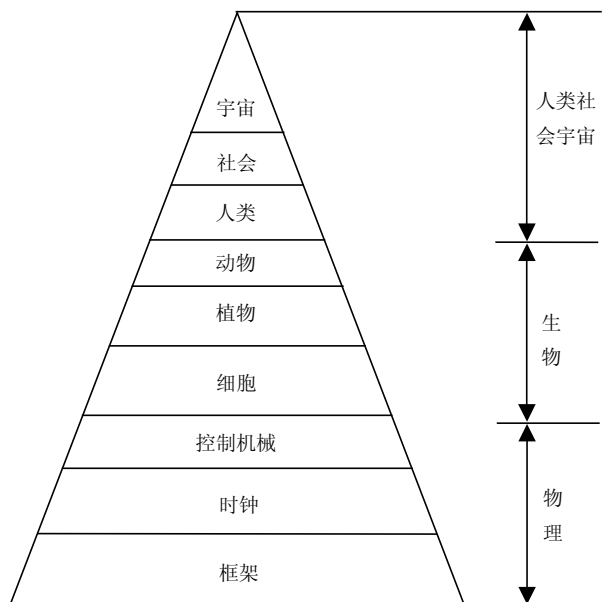 宇宙
社会
人类
动物
植物
细胞
控制机械
时钟
框架
人类社
会宇宙
生
物
物
理